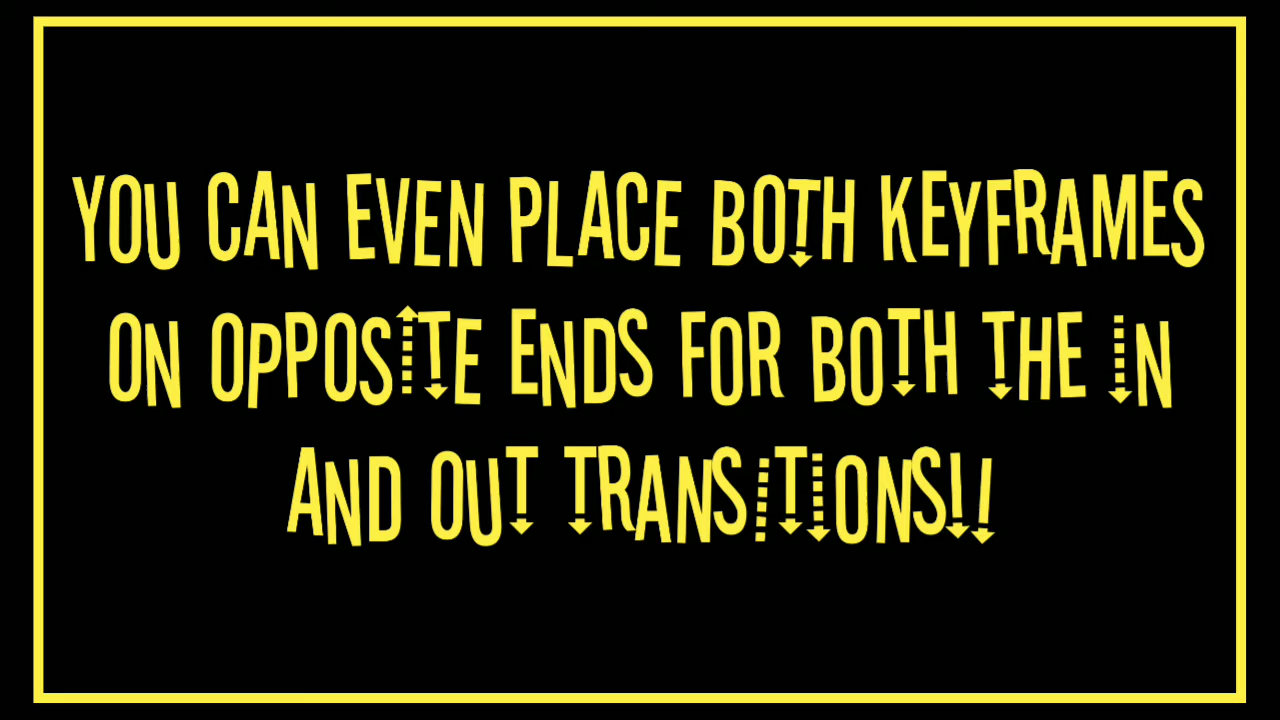 YOU CAN EVEN PLACE BOTH KEYFRAMES
ON OPPOSITE ENDS FOR BOTH THE IN
AND OUT TRANSITIONS!!